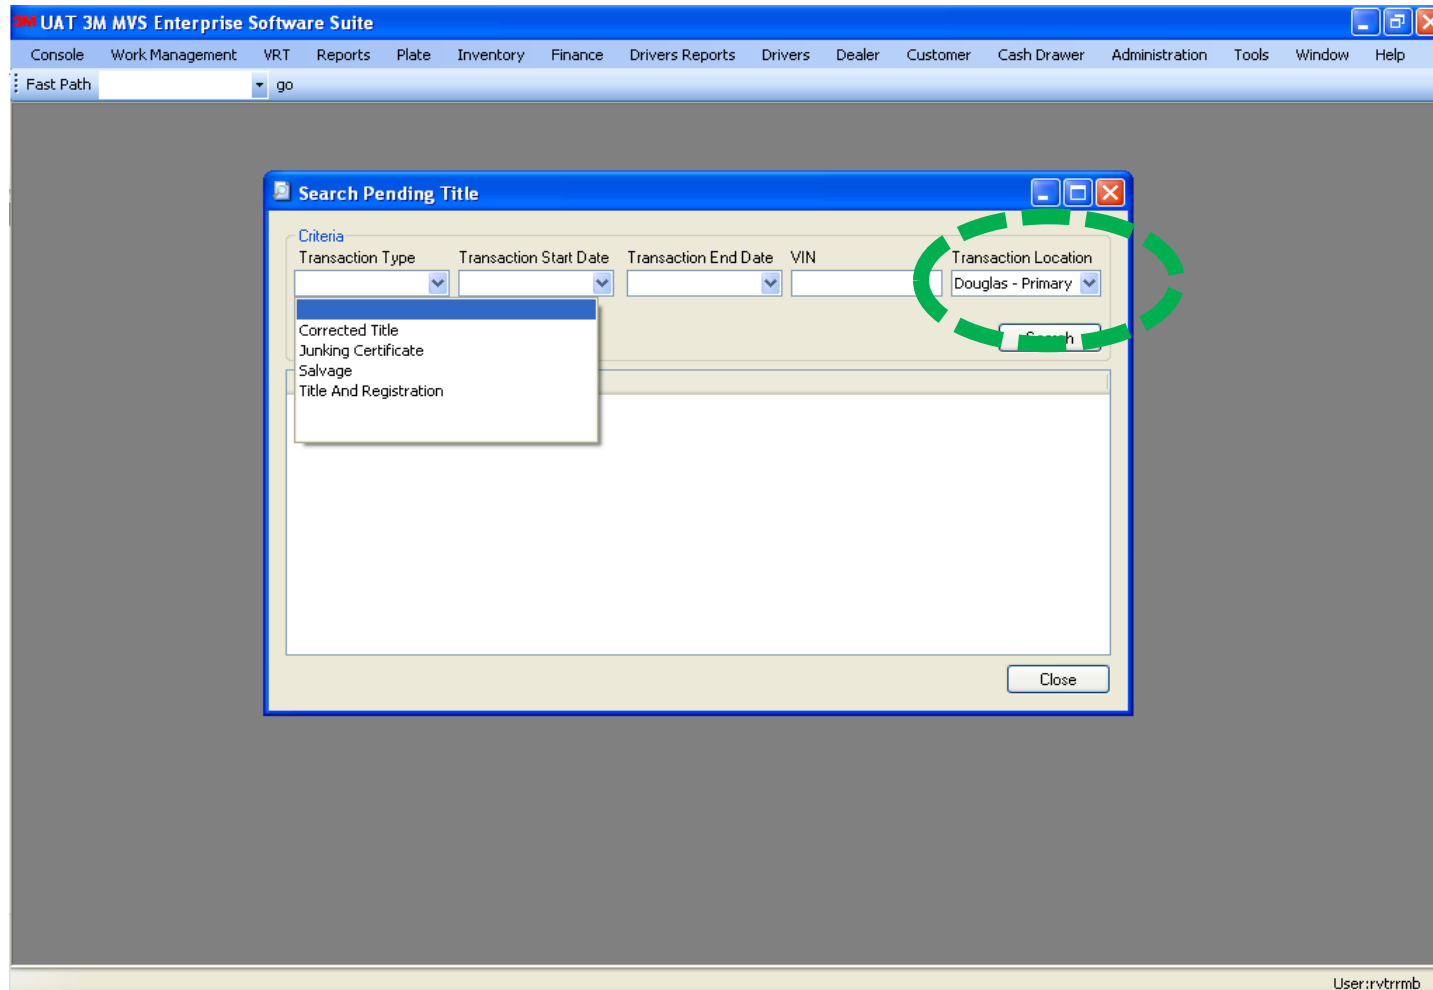 3M UAT 3M MVS Enterprise Software Suite
Console Work Management VRT Reports Plate Inventory Finance Drivers Reports Drivers Dealer Customer Cash Drawer Administration Tools Window Help
Fast Path go
Search Pending Title
Criteria
Transaction Type Transaction Start Date Transaction End Date VIN Transaction Location
Douglas - Primary
Corrected Title
Search
Junking Certificate
Salvage
Title And Registration
Close
User:rvtrrmb